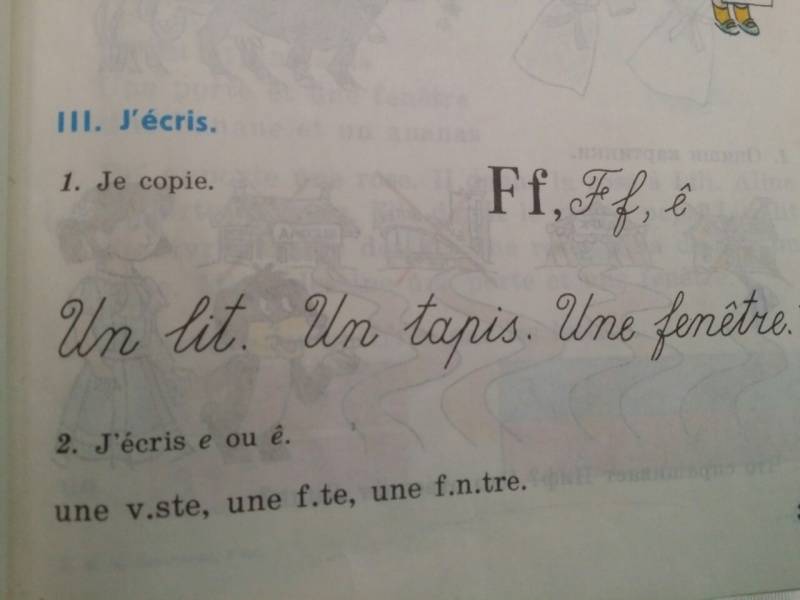 III. J'écris.
1. Je copie.
Ff, Ff, ê
Un lit. Un tapis. Une fenêtre.
2. J'écris e ou ê.
une v.ste, une f.te, une f.n.tre.